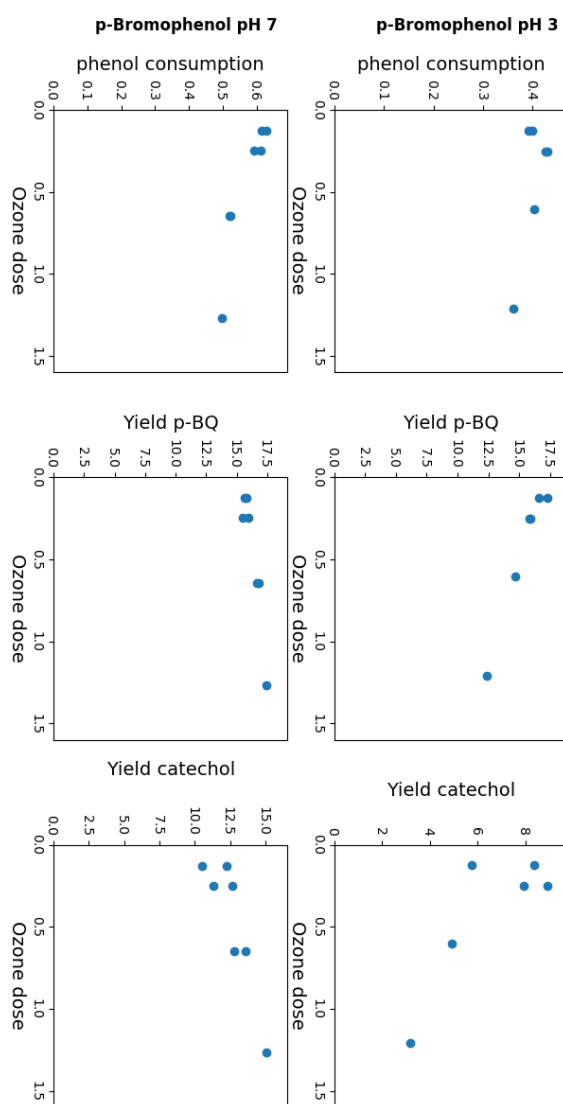 p-Bromophenol pH 7
p-Bromophenol pH 3
phenol consumption
phenol consumption
0.0 0.1 0.2 0.3 0.4 0.5 0.6
0.0 0.1 0.2 0.3 0.4
0.0 0.5 1.0 1.5
Ozone dose
0.0 0.5 1.0 1.5
Ozone dose
Yield p-BQ
Yield p-BQ
0.0 2.5 5.0 7.5 10.0 12.5 15.0 17.5
0.0 2.5 5.0 7.5 10.0 12.5 15.0 17.5
0.0 0.5 1.0 1.5
Ozone dose
0.0 0.5 1.0 1.5
Ozone dose
Yield catechol
Yield catechol
0.0 2.5 5.0 7.5 10.0 12.5 15.0
0 2 4 6 8
0.0 0.5 1.0 1.5
Ozone dose
0.0 0.5 1.0 1.5
Ozone dose